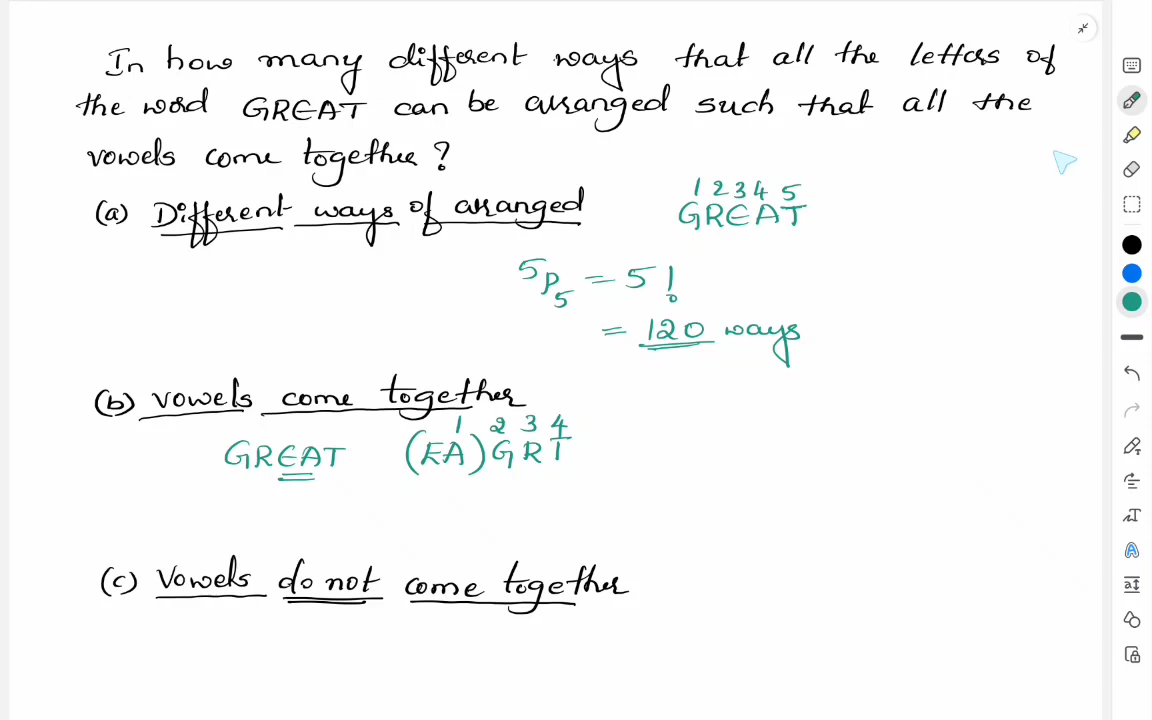 In how many different ways that all the letters of
the word GREAT can be arranged such that all the
vowels come together ?
(a) Different ways of arranged
1 2 3 4 5
GREAT
5P5 = 5!
= 120 ways
(b) vowels come together
1 2 3 4
GREAT (EA) G R T
(c) Vowels do not come together